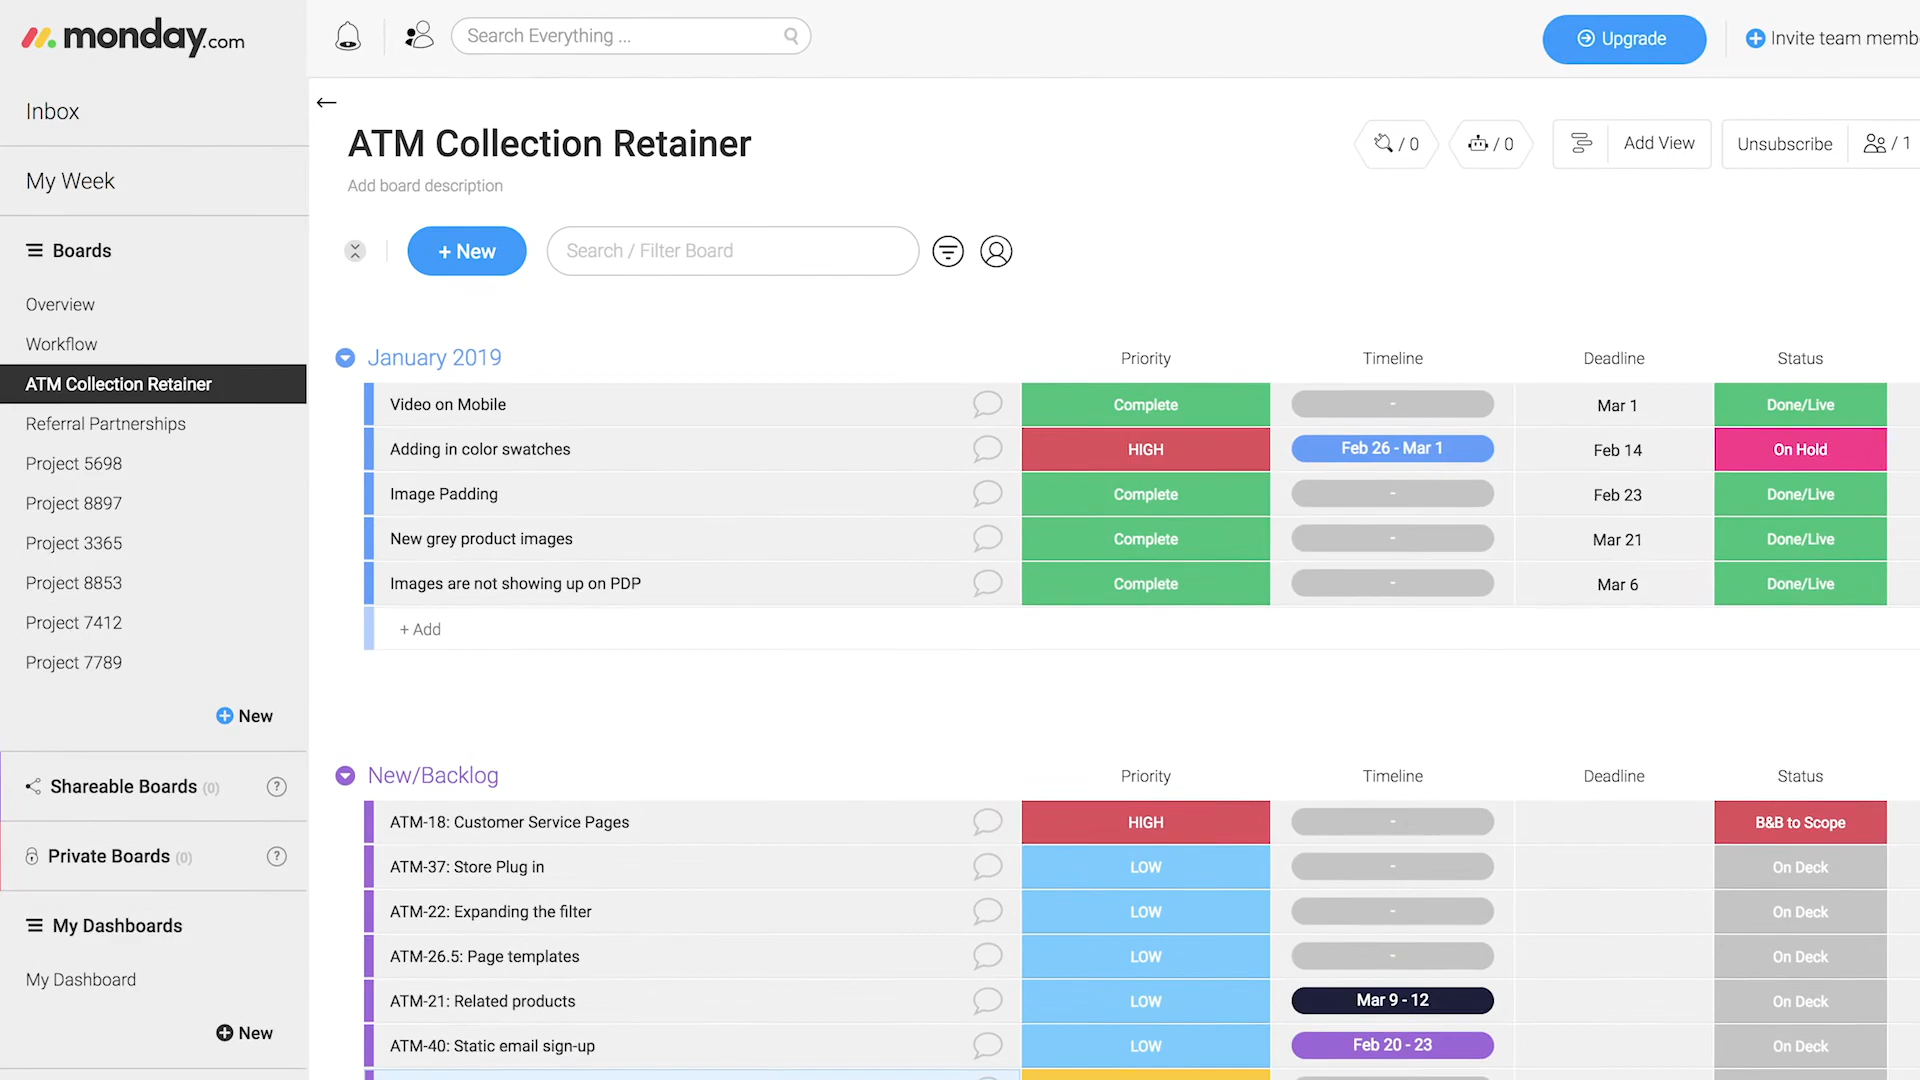 monday.com
Search Everything ...
Upgrade
Invite team memb
Inbox
My Week
Boards
Overview
Workflow
ATM Collection Retainer
Referral Partnerships
Project 5698
Project 8897
Project 3365
Project 8853
Project 7412
Project 7789
New
Shareable Boards (0) ?
Private Boards (0) ?
My Dashboards
My Dashboard
New
ATM Collection Retainer
Add board description
/ 0
/ 0
Add View
Unsubscribe
/ 1
+ New
Search / Filter Board
January 2019 Priority Timeline Deadline Status
Video on Mobile Complete - Mar 1 Done/Live
Adding in color swatches HIGH Feb 26 - Mar 1 Feb 14 On Hold
Image Padding Complete - Feb 23 Done/Live
New grey product images Complete - Mar 21 Done/Live
Images are not showing up on PDP Complete - Mar 6 Done/Live
+ Add
New/Backlog Priority Timeline Deadline Status
ATM-18: Customer Service Pages HIGH - B&B to Scope
ATM-37: Store Plug in LOW - On Deck
ATM-22: Expanding the filter LOW - On Deck
ATM-26.5: Page templates LOW - On Deck
ATM-21: Related products LOW Mar 9 - 12 On Deck
ATM-40: Static email sign-up LOW Feb 20 - 23 On Deck